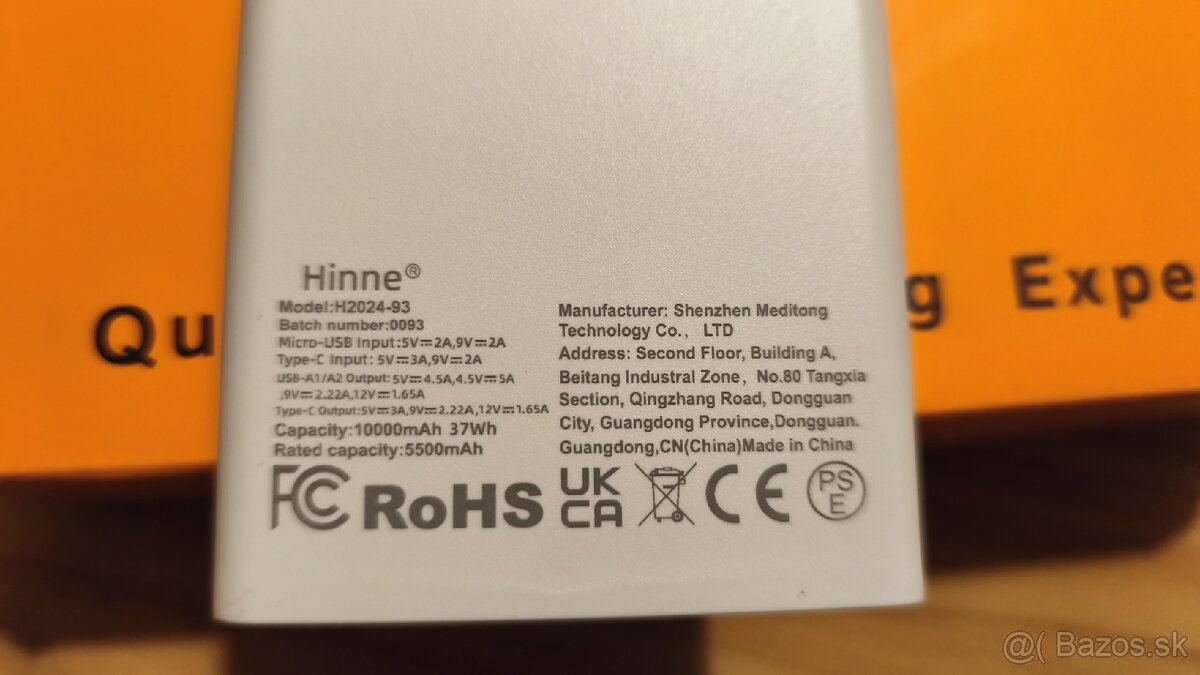 Qu
g Expe
Hinne®
Model:H2024-93
Batch number:0093
Micro-USB Input:5V⎓2A,9V⎓2A
Type-C Input: 5V⎓3A,9V⎓2A
USB-A1/A2 Output: 5V⎓4.5A,4.5V⎓5A
,9V⎓2.22A,12V⎓1.65A
Type-C Output:5V⎓3A,9V⎓2.22A,12V⎓1.65A
Capacity:10000mAh 37Wh
Rated capacity:5500mAh
Manufacturer: Shenzhen Meditong
Technology Co., LTD
Address: Second Floor, Building A,
Beitang Industral Zone, No.80 Tangxia
Section, Qingzhang Road, Dongguan
City, Guangdong Province,Dongguan.
Guangdong,CN(China)Made in China
FC RoHS UK
CA CE PS
E
@( Bazos.sk